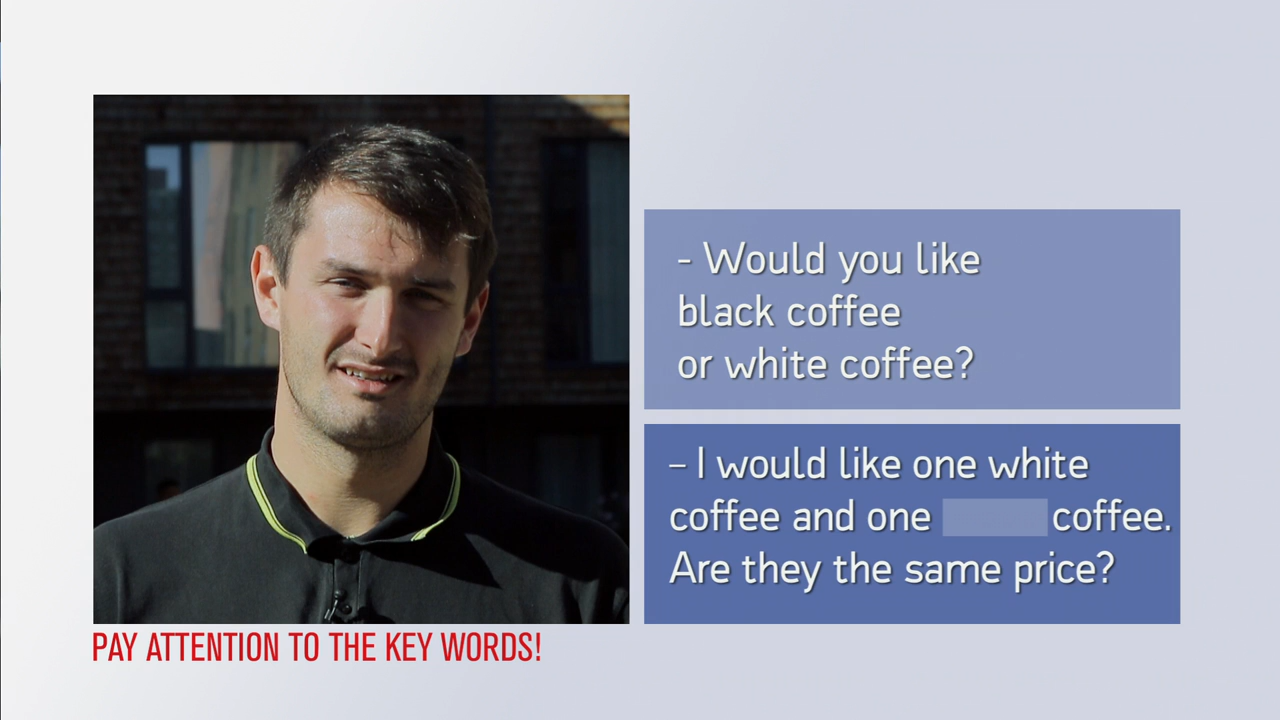 - Would you like
black coffee
or white coffee?
– I would like one white
coffee and one coffee.
Are they the same price?
PAY ATTENTION TO THE KEY WORDS!